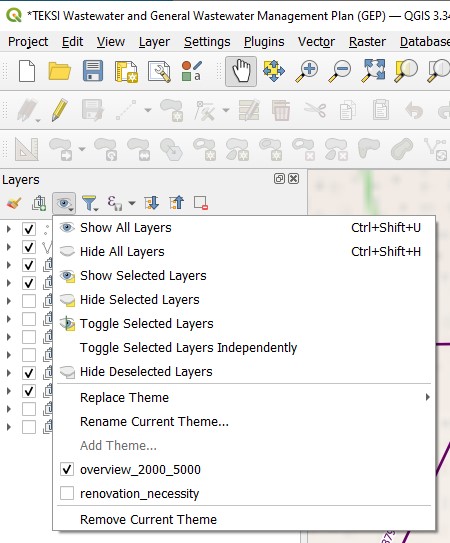 *TEKSI Wastewater and General Wastewater Management Plan (GEP) — QGIS 3.34
Project Edit View Layer Settings Plugins Vector Raster Database
Layers
Show All Layers Ctrl+Shift+U
Hide All Layers Ctrl+Shift+H
Show Selected Layers
Hide Selected Layers
Toggle Selected Layers
Toggle Selected Layers Independently
Hide Deselected Layers
Replace Theme
Rename Current Theme...
Add Theme...
overview_2000_5000
renovation_necessity
Remove Current Theme